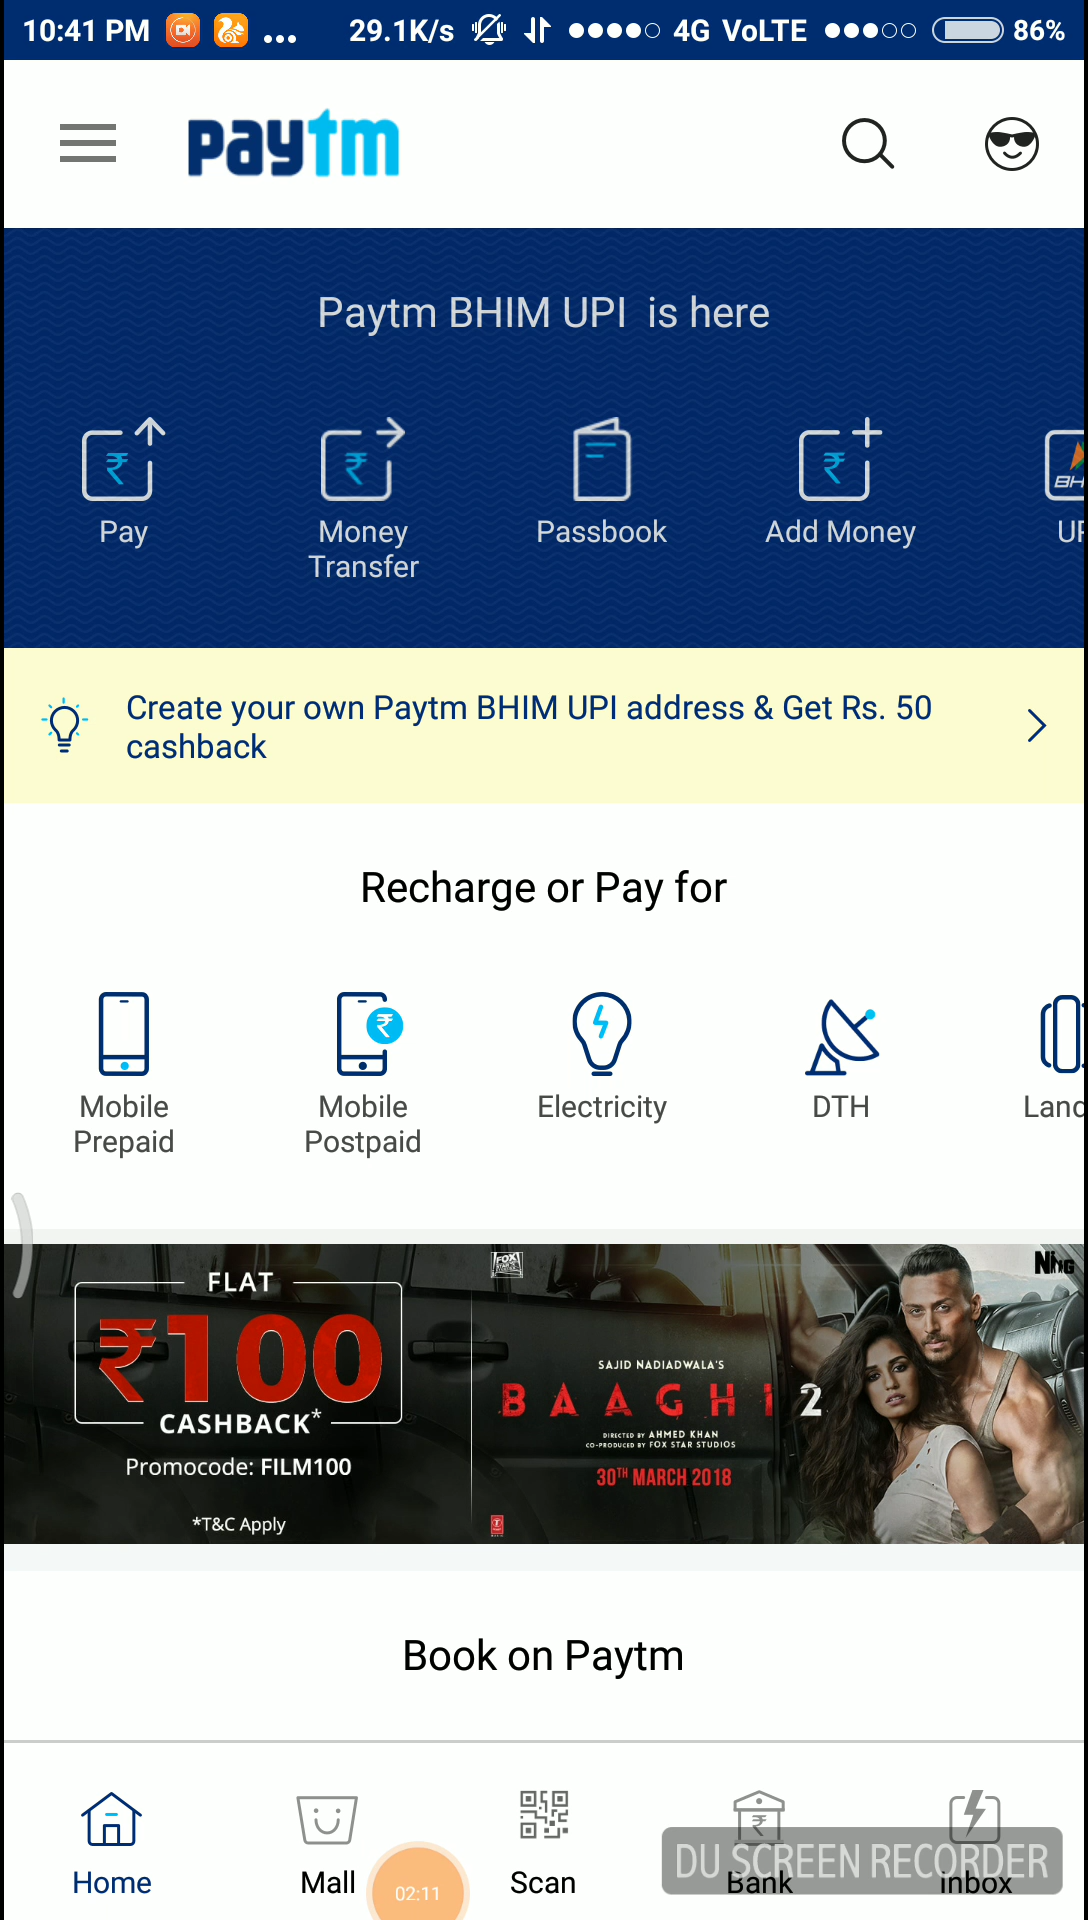 10:41 PM ... 29.1K/s 4G VoLTE 86%
paytm
Paytm BHIM UPI is here
Pay
Money Transfer
Passbook
Add Money
Create your own Paytm BHIM UPI address & Get Rs. 50
cashback
Recharge or Pay for
Mobile Prepaid
Mobile Postpaid
Electricity
DTH
FLAT
₹100
CASHBACK*
Promocode: FILM100
*T&C Apply
FOX
SAJID NADIADWALA'S
BAAGHI 2
DIRECTED BY AHMED KHAN
CO-PRODUCED BY FOX STAR STUDIOS
30TH MARCH 2018
Book on Paytm
Home
Mall
Scan
Bank
Inbox
02:11
DU SCREEN RECORDER